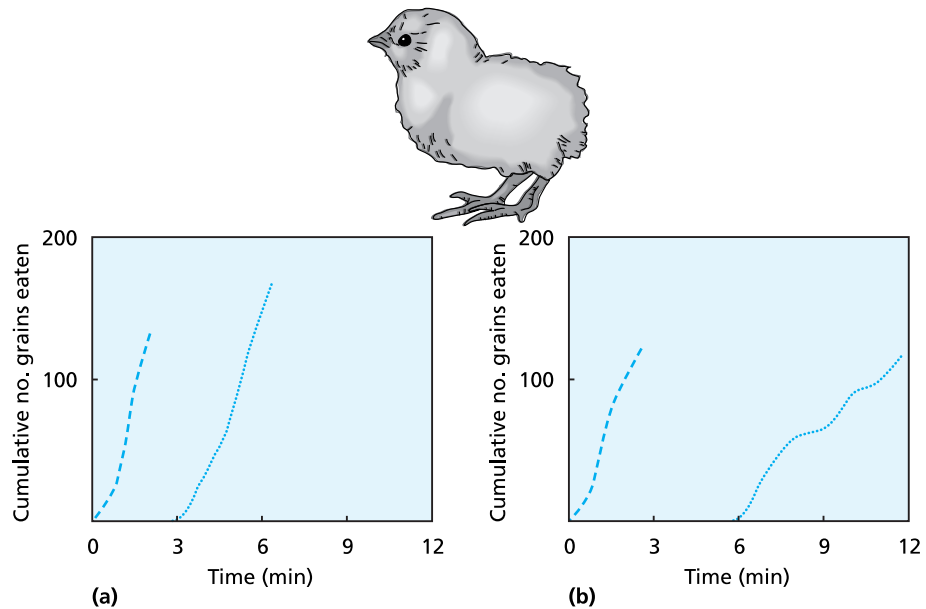 200
100
Cumulative no. grains eaten
0 3 6 9 12
Time (min)
(a)
200
100
Cumulative no. grains eaten
0 3 6 9 12
Time (min)
(b)